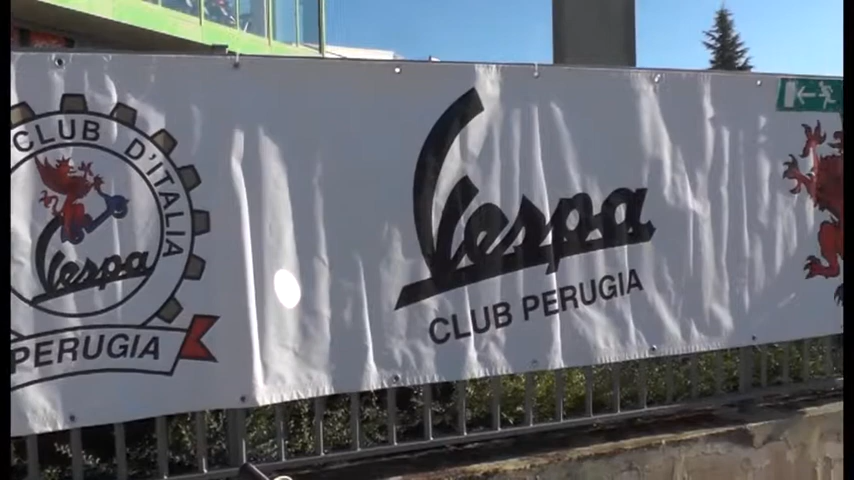 CLUB D'ITALIA
Vespa
PERUGIA
Vespa
CLUB PERUGIA